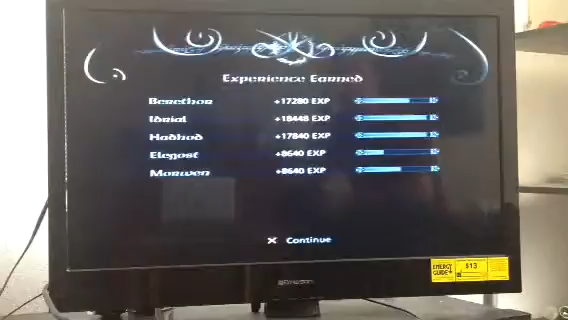 Experience Earned
Berethor +17280 EXP
Idrial +18448 EXP
Hadhod +17840 EXP
Elegost +8640 EXP
Morwen +8640 EXP
X Continue
ENERGY GUIDE
$13